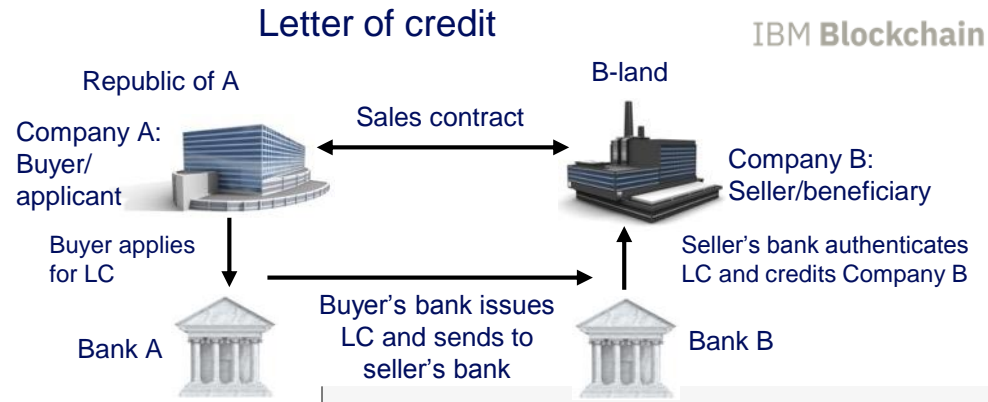 Letter of credit
IBM Blockchain
Republic of A
B-land
Company A:
Buyer/
applicant
Sales contract
Company B:
Seller/beneficiary
Buyer applies
for LC
Seller’s bank authenticates
LC and credits Company B
Buyer’s bank issues
LC and sends to
seller’s bank
Bank A
Bank B